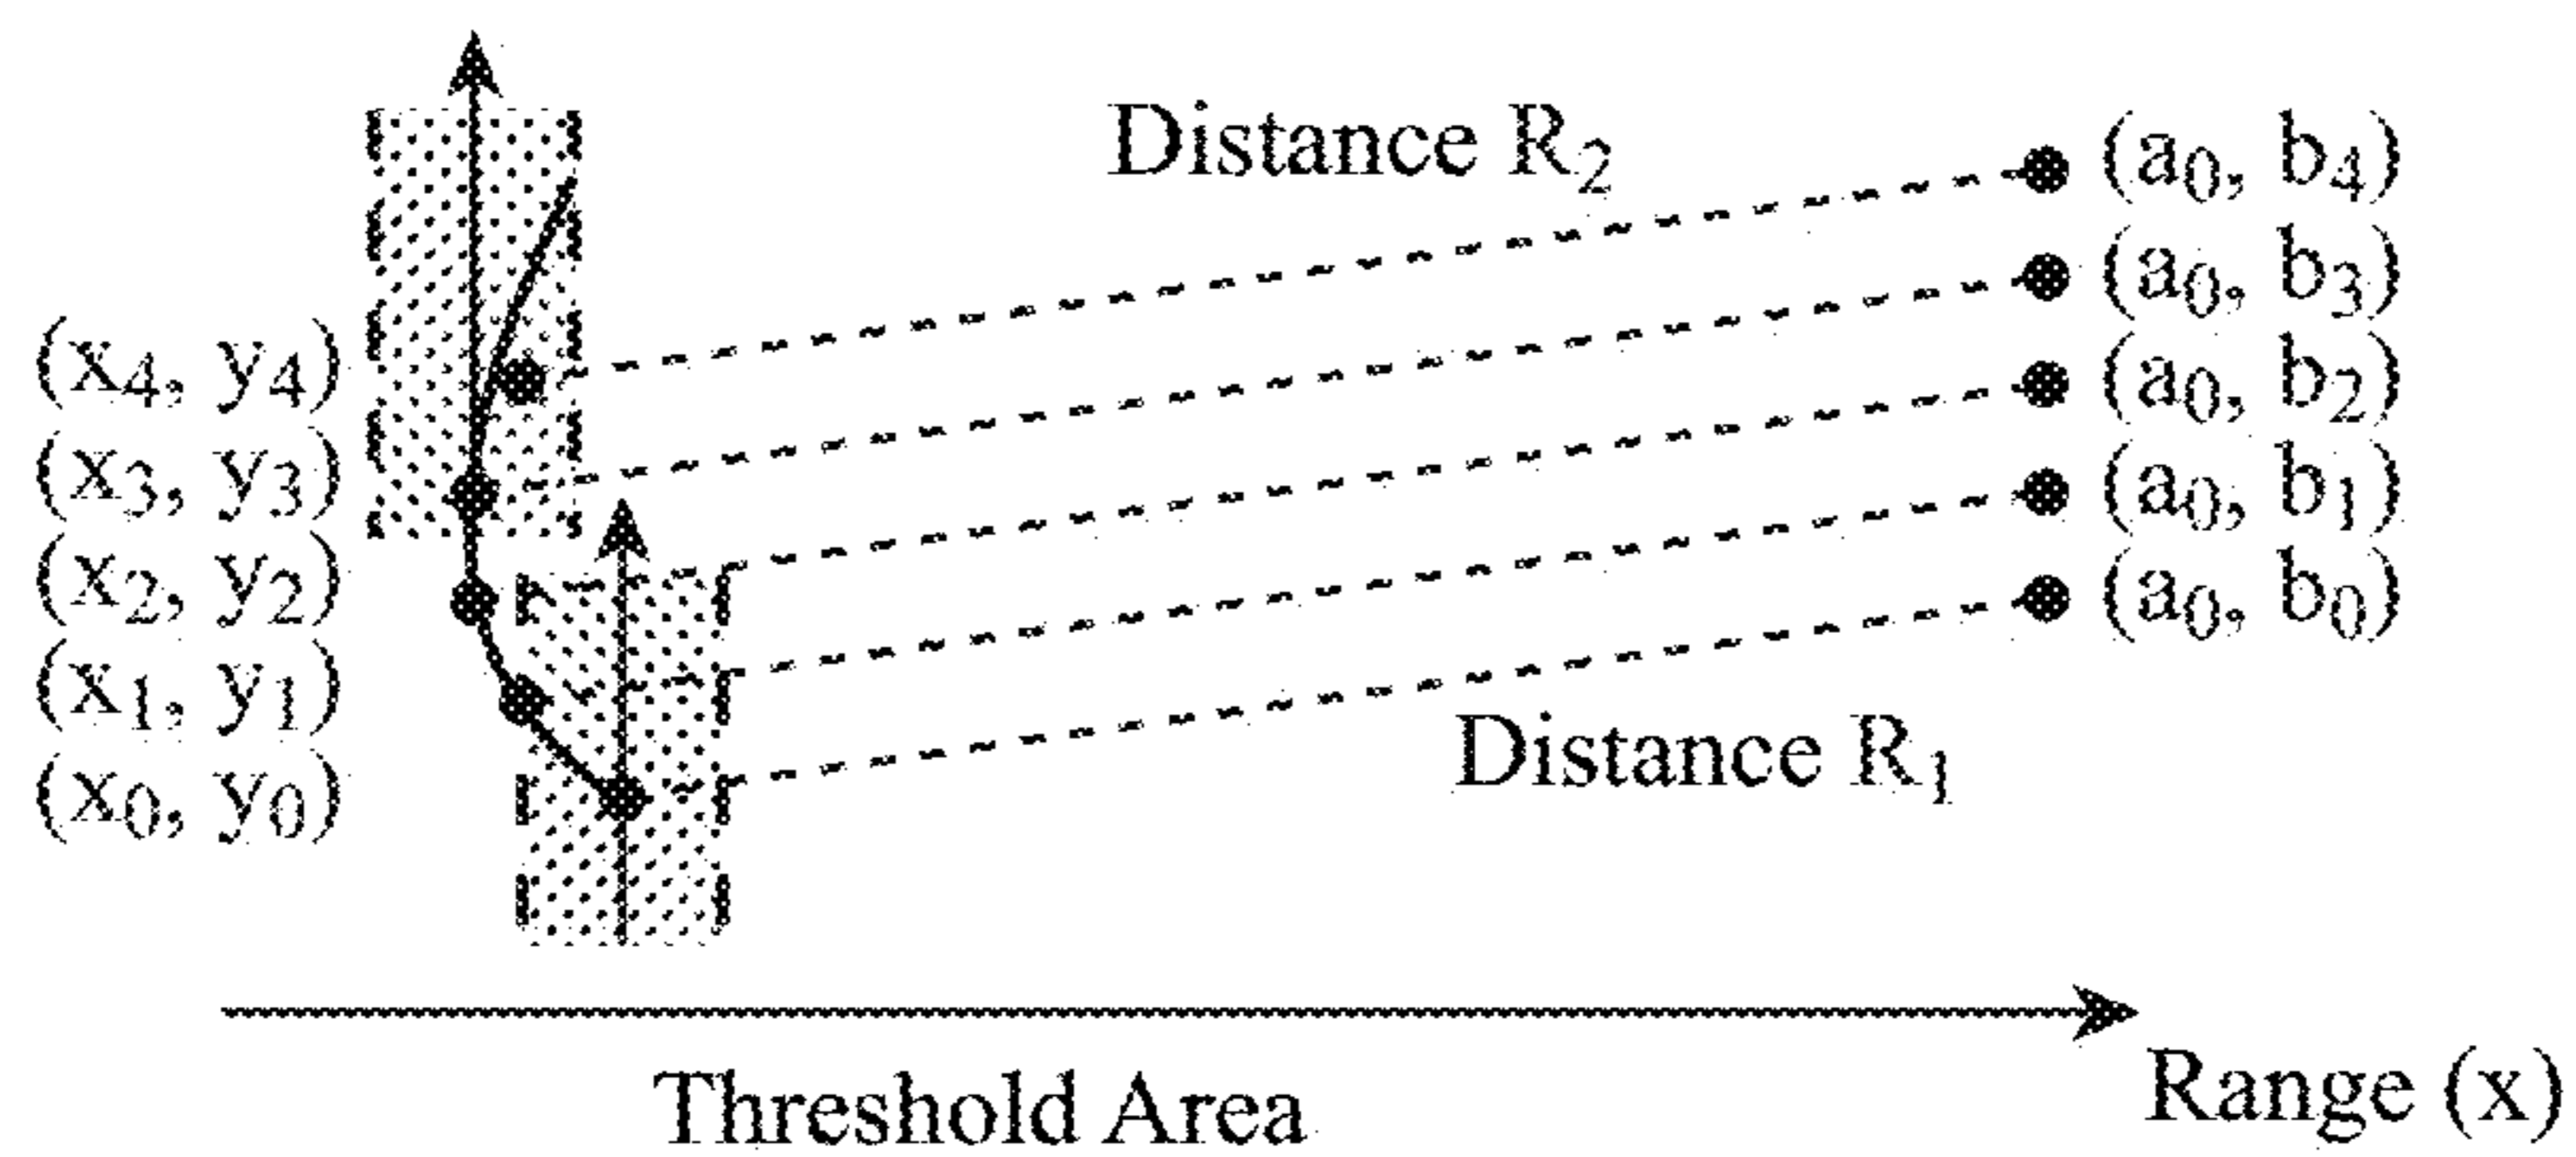 Distance R₂
(a₀, b₄)
(a₀, b₃)
(x₄, y₄)
(a₀, b₂)
(x₃, y₃)
(a₀, b₁)
(x₂, y₂)
(a₀, b₀)
(x₁, y₁)
Distance R₁
(x₀, y₀)
Threshold Area
Range (x)